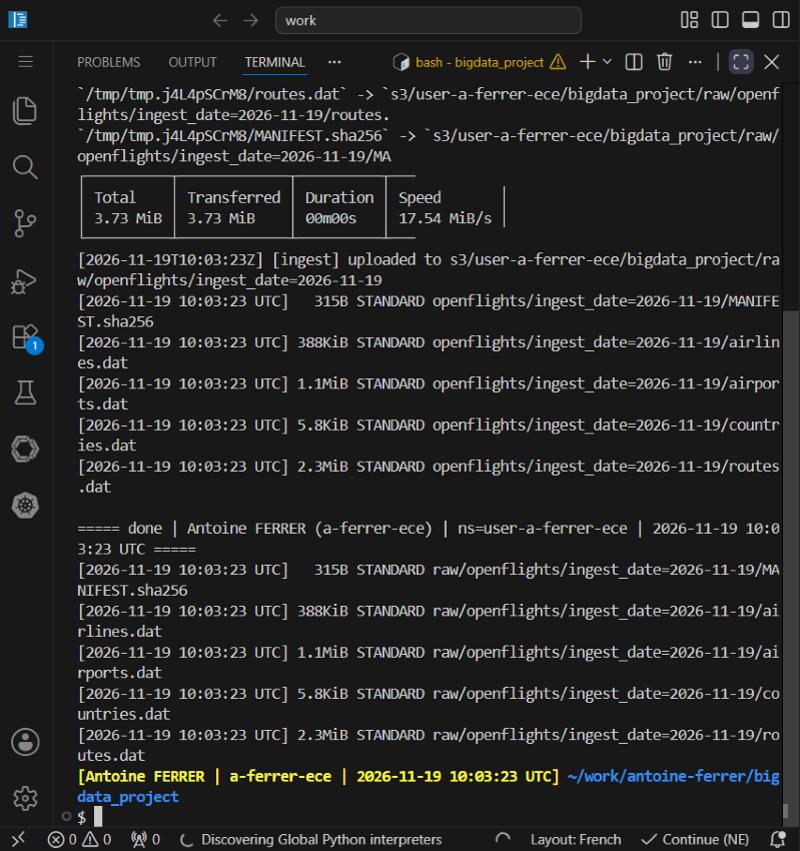 work
PROBLEMS OUTPUT TERMINAL ··· bash - bigdata_project
`/tmp/tmp.j4L4pSCrM8/routes.dat` -> `s3/user-a-ferrer-ece/bigdata_project/raw/openf
lights/ingest_date=2026-11-19/routes.
`/tmp/tmp.j4L4pSCrM8/MANIFEST.sha256` -> `s3/user-a-ferrer-ece/bigdata_project/raw/
openflights/ingest_date=2026-11-19/MA
Total Transferred Duration Speed
3.73 MiB 3.73 MiB 00m00s 17.54 MiB/s
[2026-11-19T10:03:23Z] [ingest] uploaded to s3/user-a-ferrer-ece/bigdata_project/ra
w/openflights/ingest_date=2026-11-19
[2026-11-19 10:03:23 UTC]   315B STANDARD openflights/ingest_date=2026-11-19/MANIFE
ST.sha256
[2026-11-19 10:03:23 UTC] 388KiB STANDARD openflights/ingest_date=2026-11-19/airlin
es.dat
[2026-11-19 10:03:23 UTC] 1.1MiB STANDARD openflights/ingest_date=2026-11-19/airpor
ts.dat
[2026-11-19 10:03:23 UTC] 5.8KiB STANDARD openflights/ingest_date=2026-11-19/countr
ies.dat
[2026-11-19 10:03:23 UTC] 2.3MiB STANDARD openflights/ingest_date=2026-11-19/routes
.dat
===== done | Antoine FERRER (a-ferrer-ece) | ns=user-a-ferrer-ece | 2026-11-19 10:0
3:23 UTC =====
[2026-11-19 10:03:23 UTC]   315B STANDARD raw/openflights/ingest_date=2026-11-19/MA
NIFEST.sha256
[2026-11-19 10:03:23 UTC] 388KiB STANDARD raw/openflights/ingest_date=2026-11-19/ai
rlines.dat
[2026-11-19 10:03:23 UTC] 1.1MiB STANDARD raw/openflights/ingest_date=2026-11-19/ai
rports.dat
[2026-11-19 10:03:23 UTC] 5.8KiB STANDARD raw/openflights/ingest_date=2026-11-19/co
untries.dat
[2026-11-19 10:03:23 UTC] 2.3MiB STANDARD raw/openflights/ingest_date=2026-11-19/ro
utes.dat
[Antoine FERRER | a-ferrer-ece | 2026-11-19 10:03:23 UTC] ~/work/antoine-ferrer/big
data_project
$
1
0 0 0 Discovering Global Python interpreters Layout: French Continue (NE)